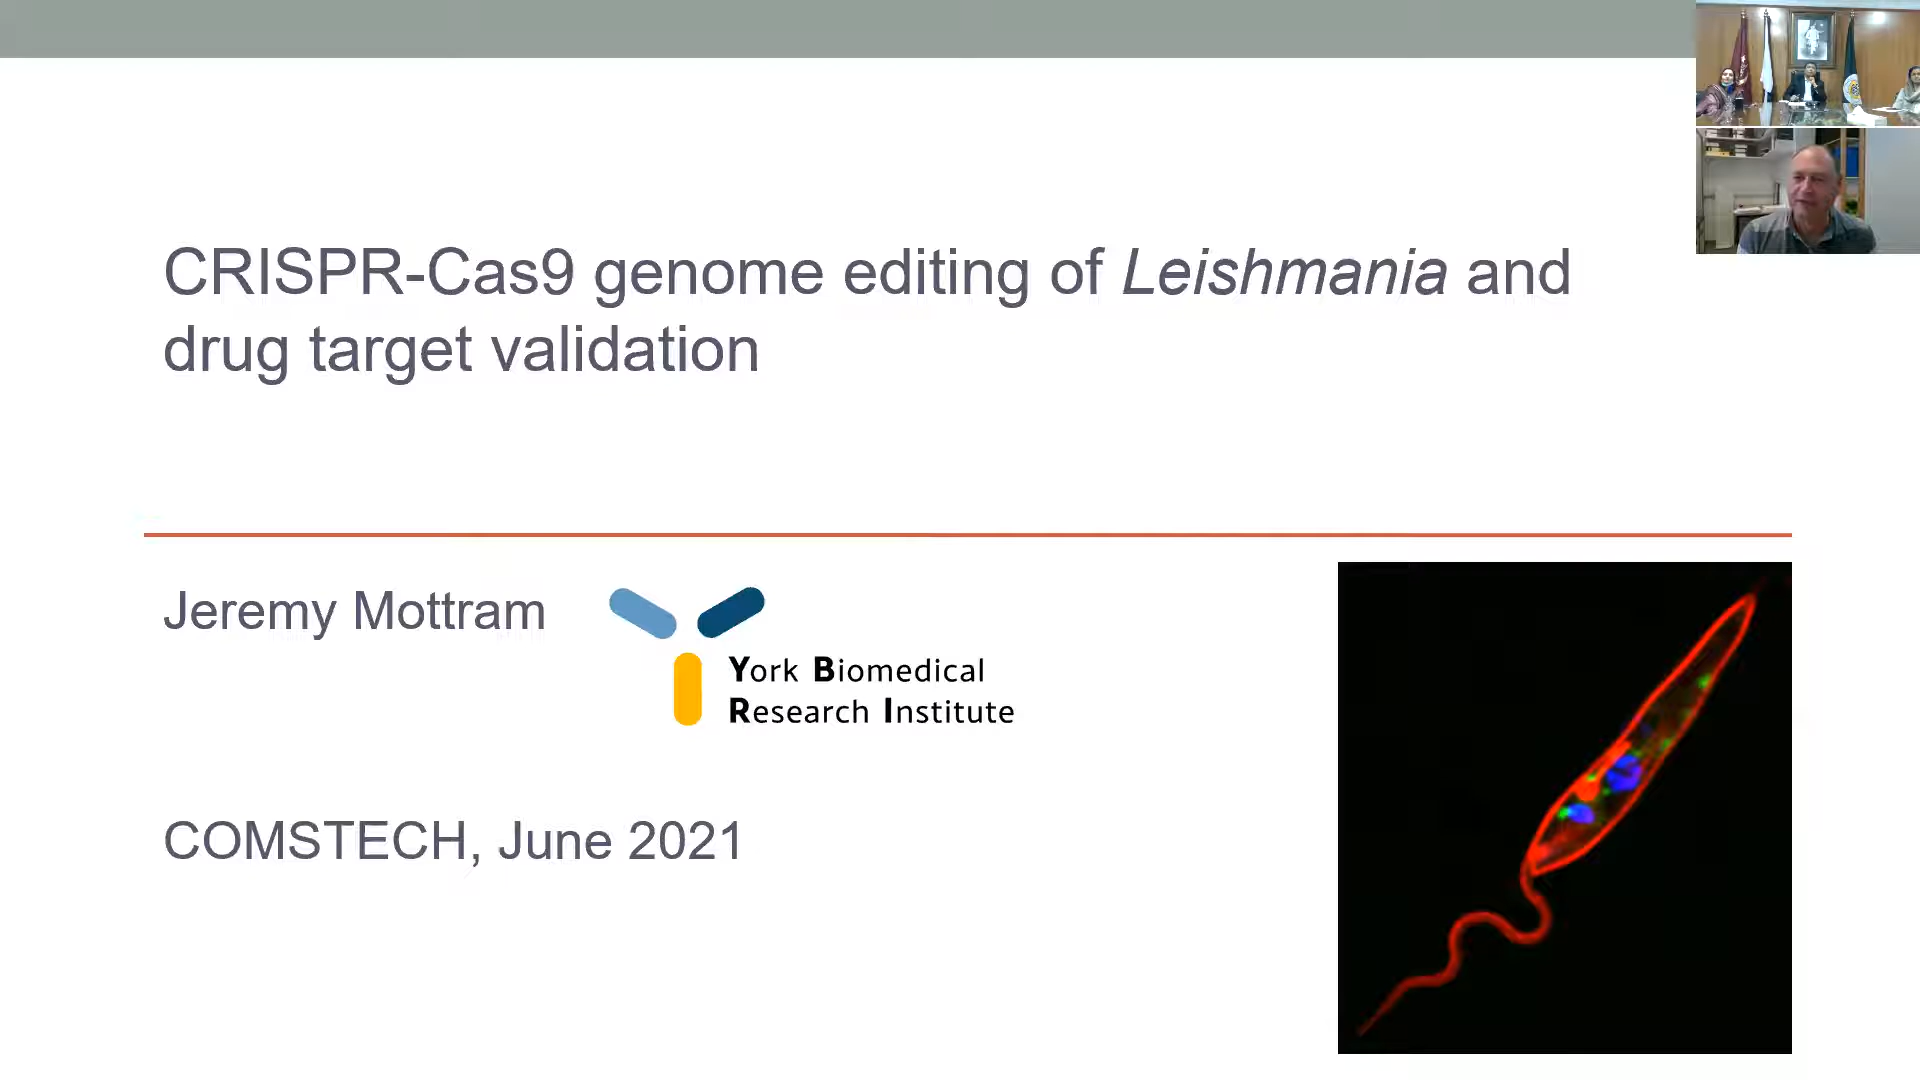 CRISPR-Cas9 genome editing of Leishmania and
drug target validation
Jeremy Mottram
York Biomedical
Research Institute
COMSTECH, June 2021